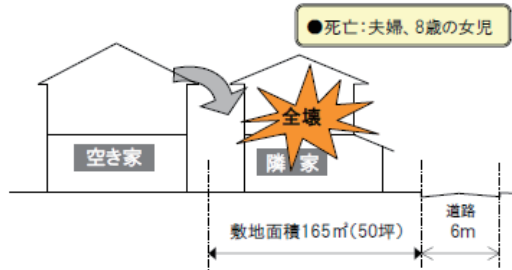 ●死亡：夫婦、8歳の女児
全壊
空き家
隣　家
敷地面積165㎡(50坪)
道路
6m